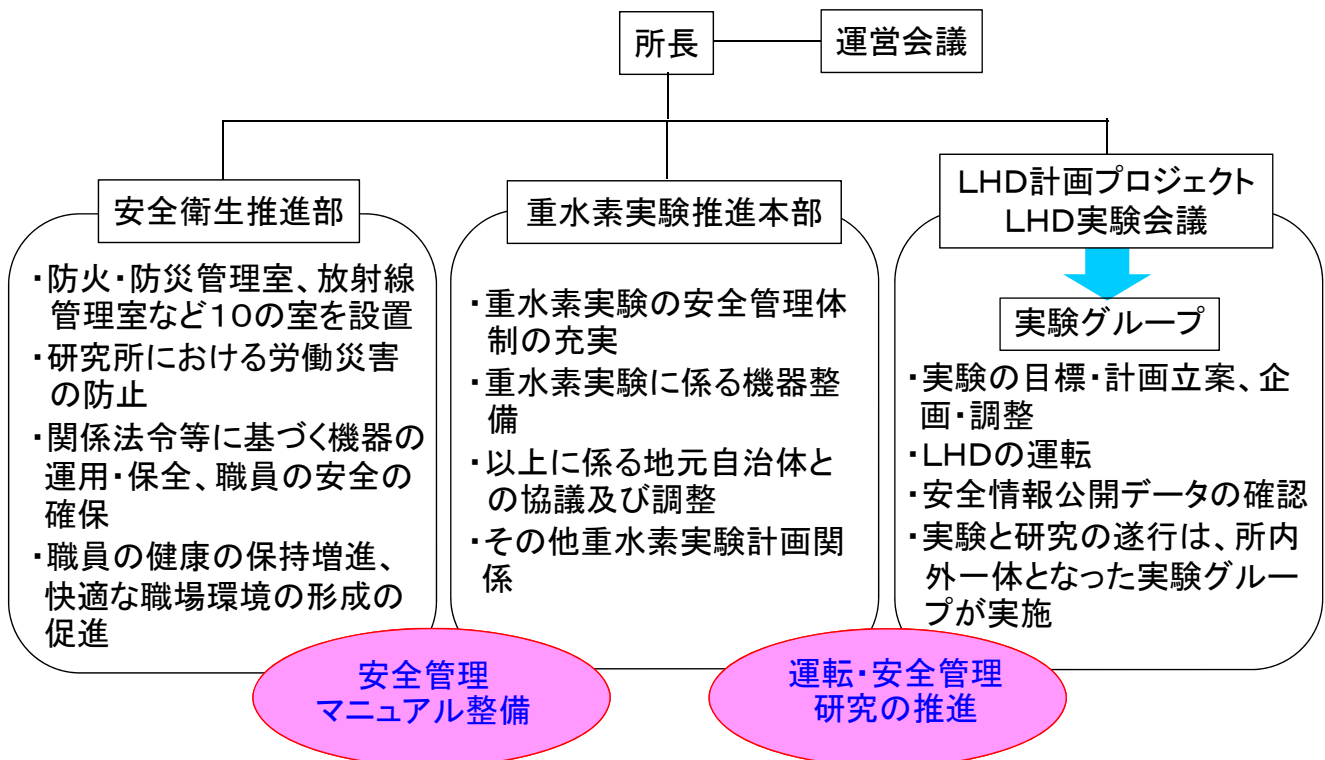 所長
運営会議
安全衛生推進部
・防火・防災管理室、放射線
管理室など10の室を設置
・研究所における労働災害
の防止
・関係法令等に基づく機器の
運用・保全、職員の安全の
確保
・職員の健康の保持増進、
快適な職場環境の形成の
促進
重水素実験推進本部
・重水素実験の安全管理体
制の充実
・重水素実験に係る機器整
備
・以上に係る地元自治体と
の協議及び調整
・その他重水素実験計画関
係
LHD計画プロジェクト
LHD実験会議
実験グループ
・実験の目標・計画立案、企
画・調整
・LHDの運転
・安全情報公開データの確認
・実験と研究の遂行は、所内
外一体となった実験グルー
プが実施
安全管理
マニュアル整備
運転・安全管理
研究の推進